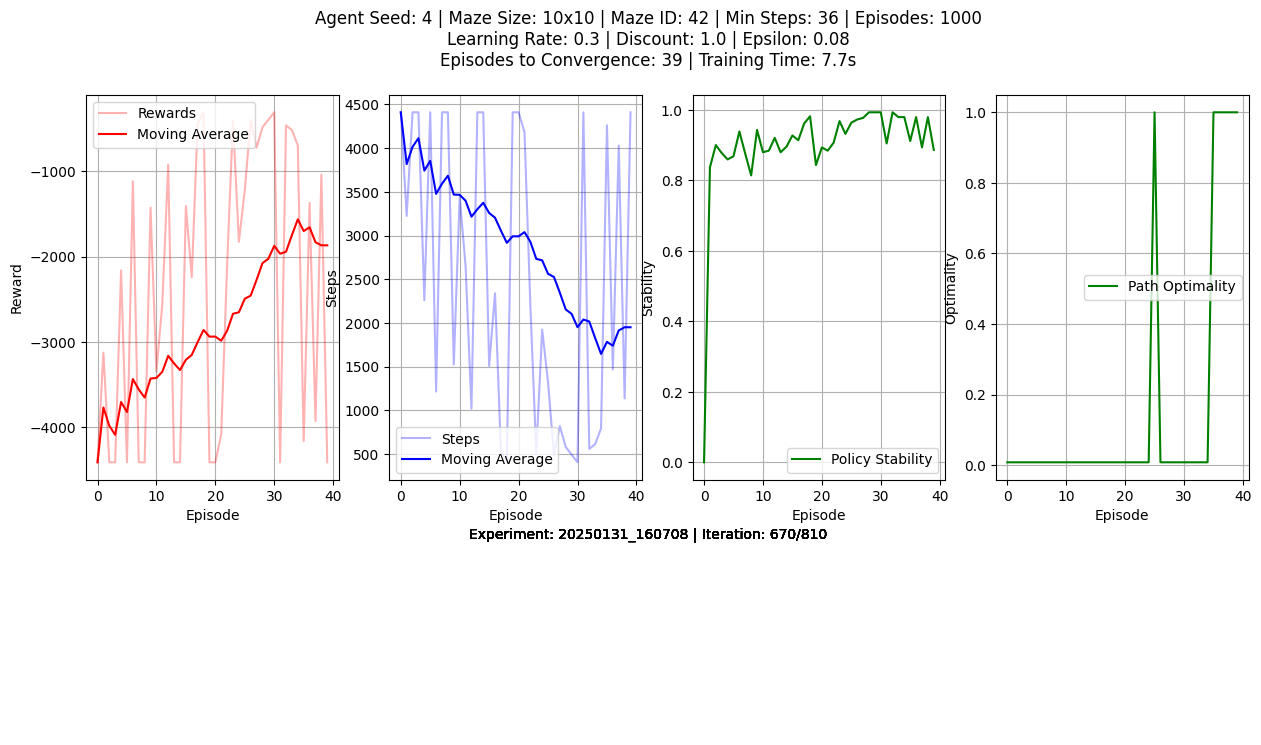 Agent Seed: 4 | Maze Size: 10x10 | Maze ID: 42 | Min Steps: 36 | Episodes: 1000
Learning Rate: 0.3 | Discount: 1.0 | Epsilon: 0.08
Episodes to Convergence: 39 | Training Time: 7.7s
Reward
−1000
−2000
−3000
−4000
Rewards
Moving Average
0
10
20
30
40
Episode
Steps
4500
4000
3500
3000
2500
2000
1500
1000
500
Steps
Moving Average
0
10
20
30
40
Episode
Stability
1.0
0.8
0.6
0.4
0.2
0.0
Policy Stability
0
10
20
30
40
Episode
Optimality
1.0
0.8
0.6
0.4
0.2
0.0
Path Optimality
0
10
20
30
40
Episode
Experiment: 20250131_160708 | Iteration: 670/810